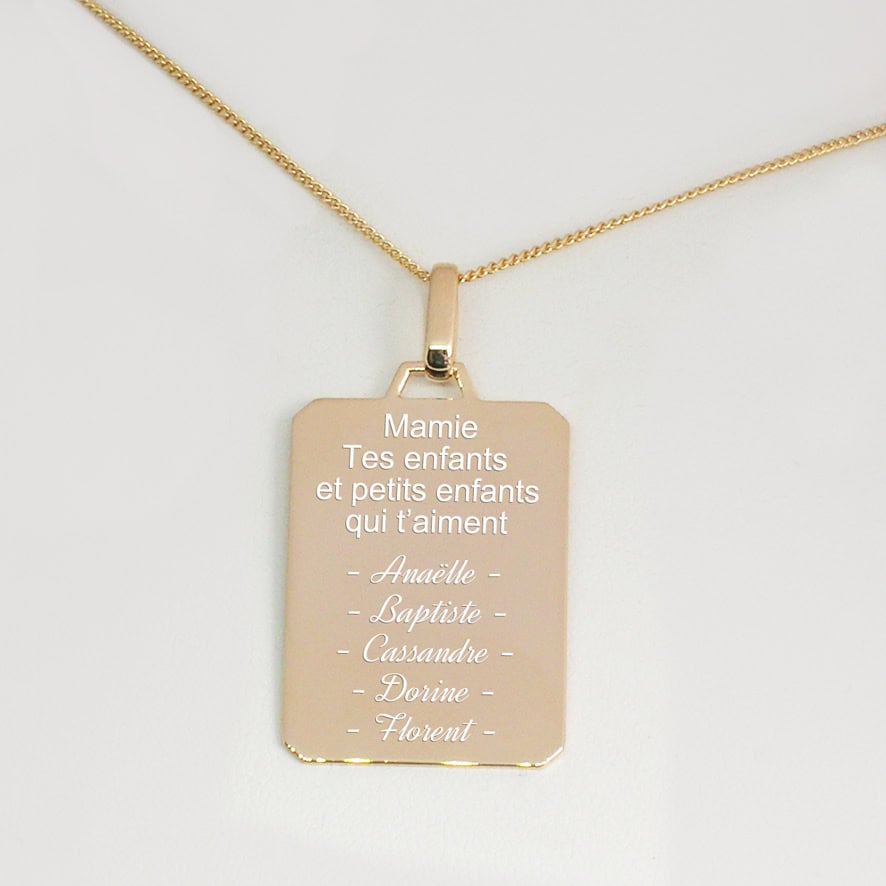 Mamie
Tes enfants
et petits enfants
qui t’aiment
- Anaëlle -
- Baptiste -
- Cassandre -
- Dorine -
- Florent -